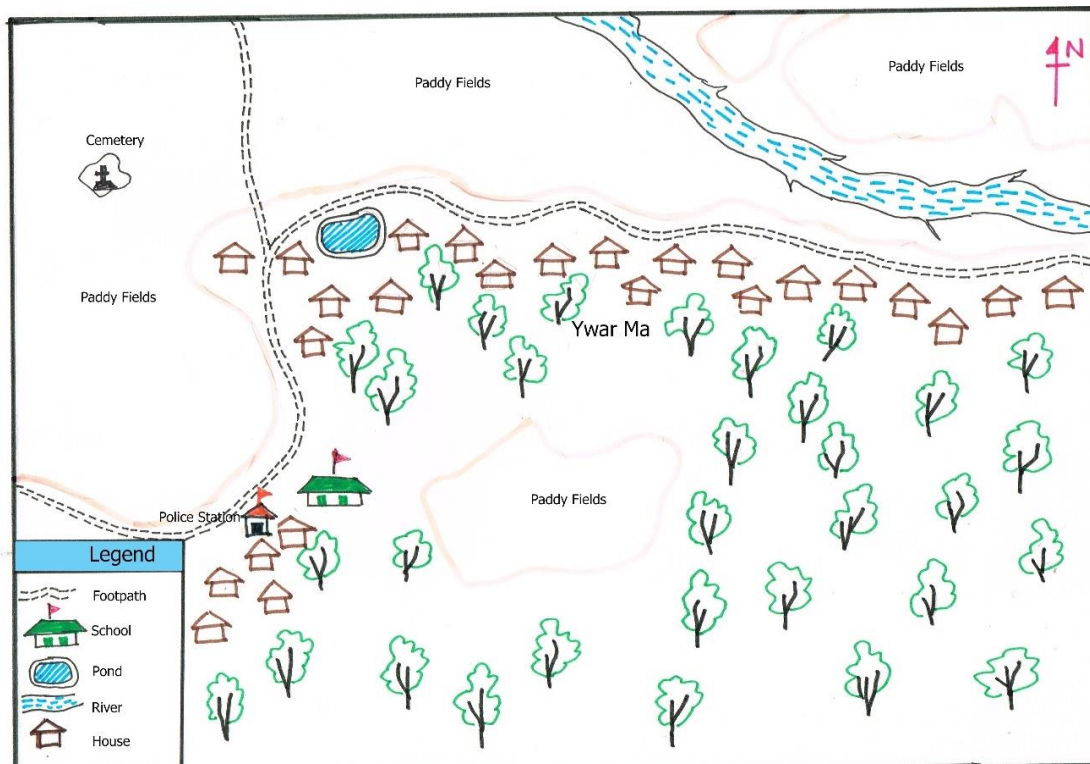 Paddy Fields
Paddy Fields
N
Cemetery
Paddy Fields
Ywar Ma
Paddy Fields
Police Station
Legend
Footpath
School
Pond
River
House